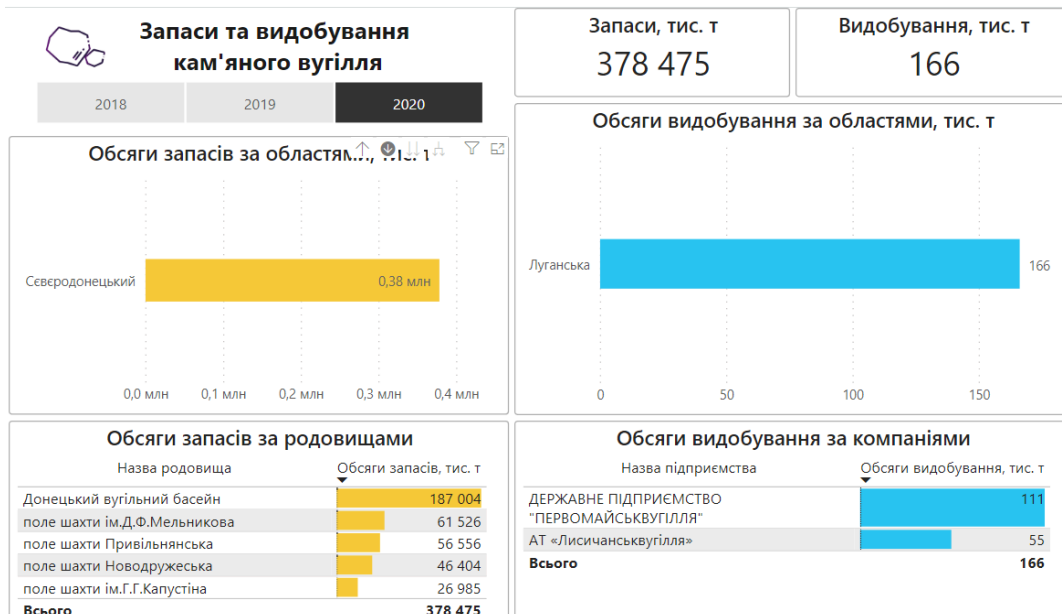 Запаси та видобування
кам'яного вугілля
2018 2019 2020
Запаси, тис. т
378 475
Видобування, тис. т
166
Обсяги запасів за областями, тис. т
Сєвєродонецький
0,38 млн
0,0 млн 0,1 млн 0,2 млн 0,3 млн 0,4 млн
Обсяги видобування за областями, тис. т
Луганська
166
0 50 100 150
Обсяги запасів за родовищами
Назва родовища Обсяги запасів, тис. т
Донецький вугільний басейн 187 004
поле шахти ім.Д.Ф.Мельникова 61 526
поле шахти Привільнянська 56 556
поле шахти Новодружеська 46 404
поле шахти ім.Г.Г.Капустіна 26 985
Всього 378 475
Обсяги видобування за компаніями
Назва підприємства Обсяги видобування, тис. т
ДЕРЖАВНЕ ПІДПРИЄМСТВО 111
"ПЕРВОМАЙСЬКВУГІЛЛЯ"
АТ «Лисичанськвугілля» 55
Всього 166